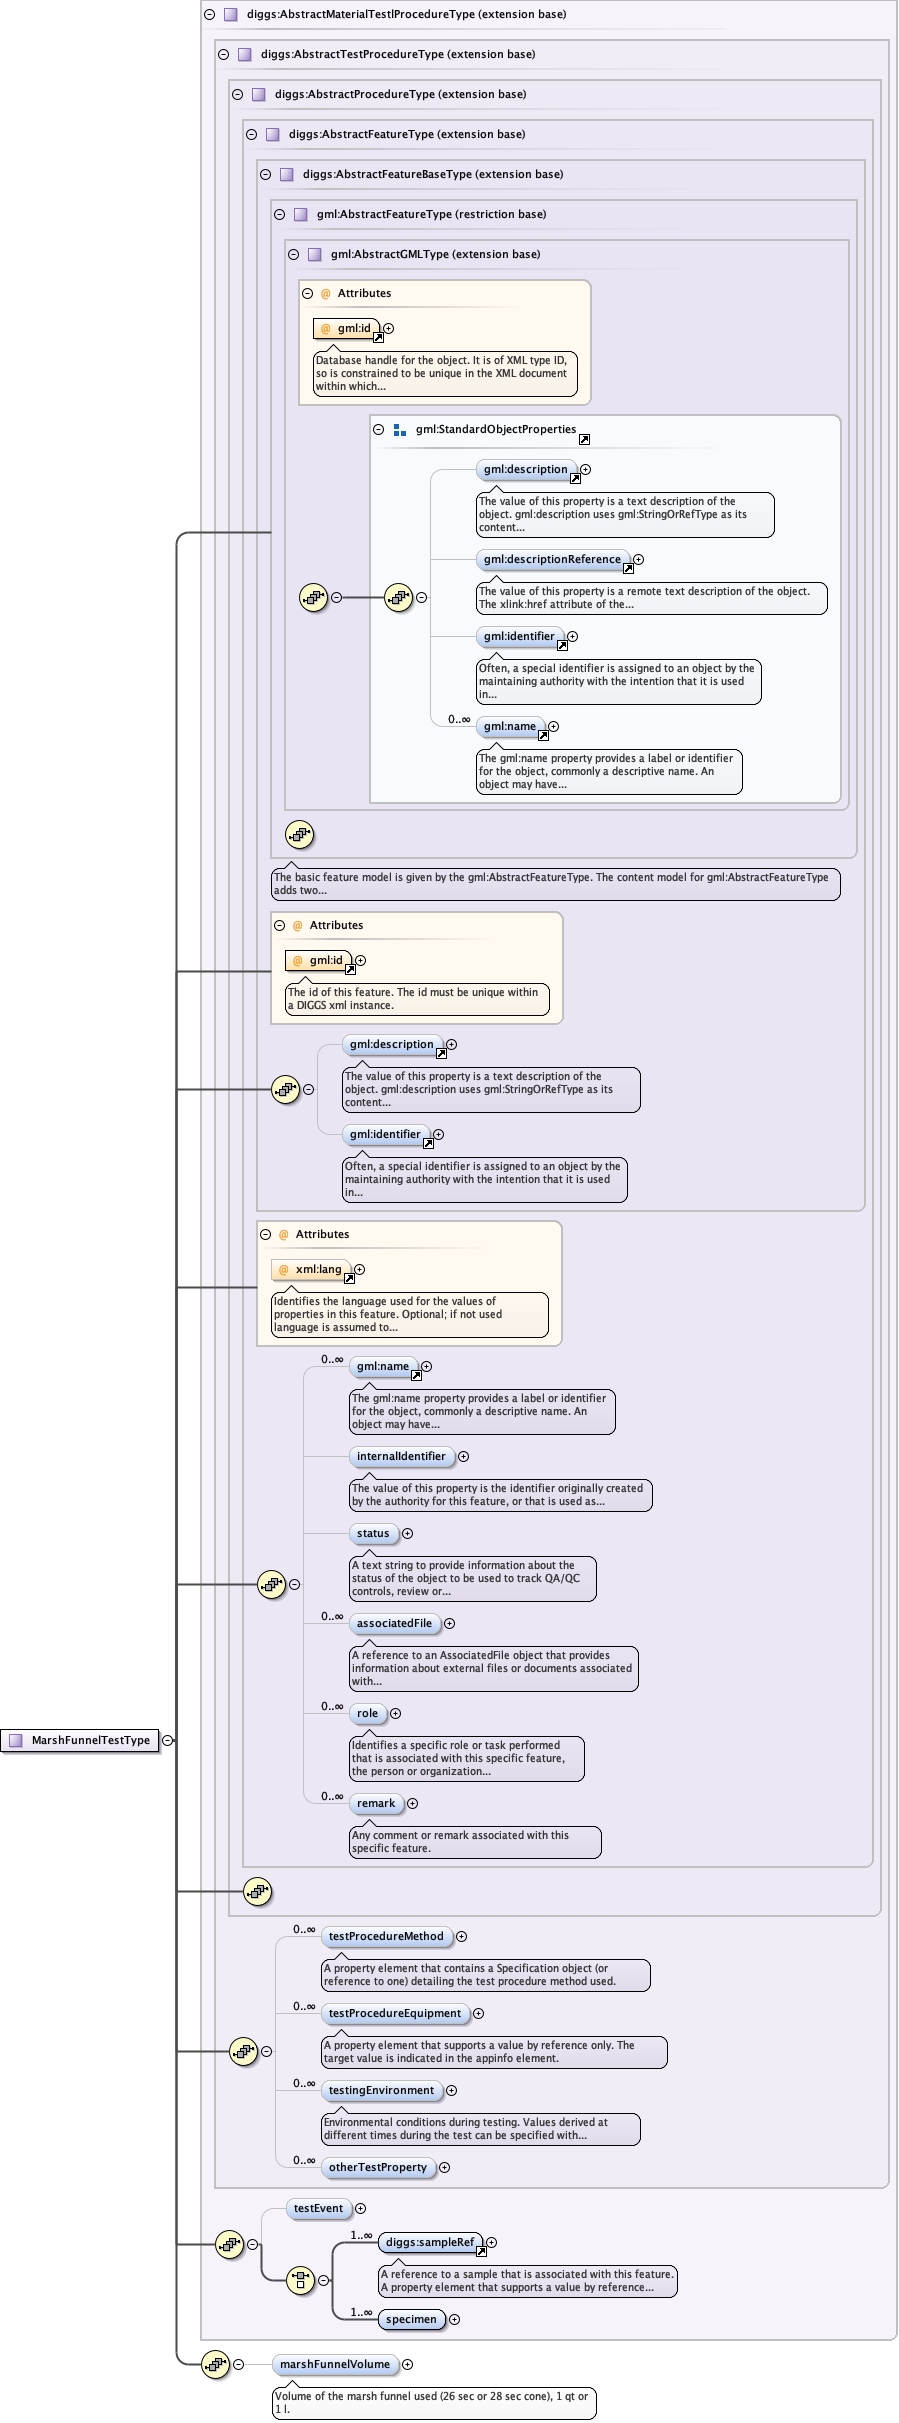 diggs:AbstractMaterialTestlProcedureType (extension base)
diggs:AbstractTestProcedureType (extension base)
diggs:AbstractProcedureType (extension base)
diggs:AbstractFeatureType (extension base)
diggs:AbstractFeatureBaseType (extension base)
gml:AbstractFeatureType (restriction base)
gml:AbstractGMLType (extension base)
@ Attributes
@ gml:id
Database handle for the object. It is of XML type ID,
so is constrained to be unique in the XML document
within which...
gml:StandardObjectProperties
gml:description
The value of this property is a text description of the
object. gml:description uses gml:StringOrRefType as its
content...
gml:descriptionReference
The value of this property is a remote text description of the object.
The xlink:href attribute of the...
gml:identifier
Often, a special identifier is assigned to an object by the
maintaining authority with the intention that it is used
in...
0..∞
gml:name
The gml:name property provides a label or identifier
for the object, commonly a descriptive name. An
object may have...
The basic feature model is given by the gml:AbstractFeatureType. The content model for gml:AbstractFeatureType
adds two...
@ Attributes
@ gml:id
The id of this feature. The id must be unique within
a DIGGS xml instance.
gml:description
The value of this property is a text description of the
object. gml:description uses gml:StringOrRefType as its
content...
gml:identifier
Often, a special identifier is assigned to an object by the
maintaining authority with the intention that it is used
in...
@ Attributes
@ xml:lang
Identifies the language used for the values of
properties in this feature. Optional; if not used
language is assumed to...
0..∞
gml:name
The gml:name property provides a label or identifier
for the object, commonly a descriptive name. An
object may have...
internalIdentifier
The value of this property is the identifier originally created
by the authority for this feature, or that is used as...
status
A text string to provide information about the
status of the object to be used to track QA/QC
controls, review or...
0..∞
associatedFile
A reference to an AssociatedFile object that provides
information about external files or documents associated
with...
0..∞
role
Identifies a specific role or task performed
that is associated with this specific feature,
the person or organization...
MarshFunnelTestType
0..∞
remark
Any comment or remark associated with this
specific feature.
0..∞
testProcedureMethod
A property element that contains a Specification object (or
reference to one) detailing the test procedure method used.
0..∞
testProcedureEquipment
A property element that supports a value by reference only. The
target value is indicated in the appinfo element.
0..∞
testingEnvironment
Environmental conditions during testing. Values derived at
different times during the test can be specified with...
0..∞
otherTestProperty
testEvent
1..∞
diggs:sampleRef
A reference to a sample that is associated with this feature.
A property element that supports a value by reference...
1..∞
specimen
marshFunnelVolume
Volume of the marsh funnel used (26 sec or 28 sec cone), 1 qt or
1 l.